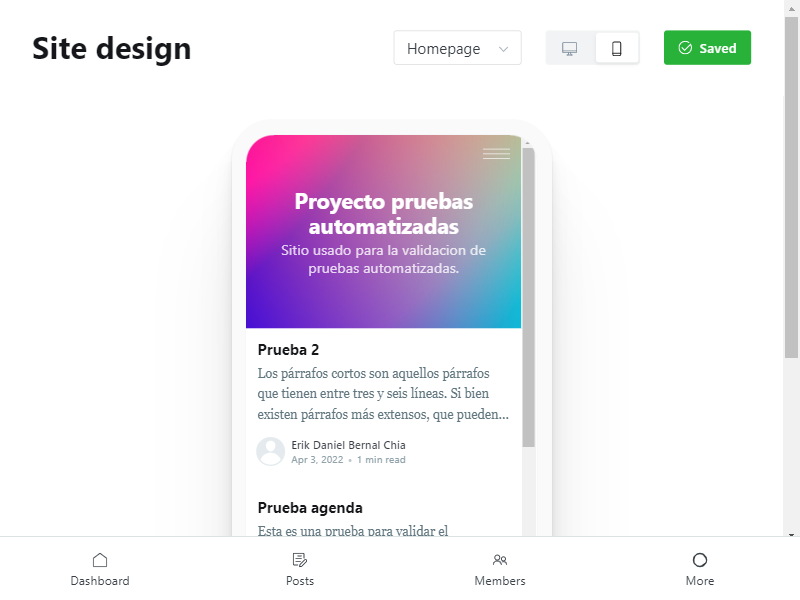 Site design
Homepage
Saved
Proyecto pruebas
automatizadas
Sitio usado para la validacion de
pruebas automatizadas.
Prueba 2
Los párrafos cortos son aquellos párrafos
que tienen entre tres y seis líneas. Si bien
existen párrafos más extensos, que pueden...
Erik Daniel Bernal Chia
Apr 3, 2022 • 1 min read
Prueba agenda
Esta es una prueba para validar el
Dashboard
Posts
Members
More